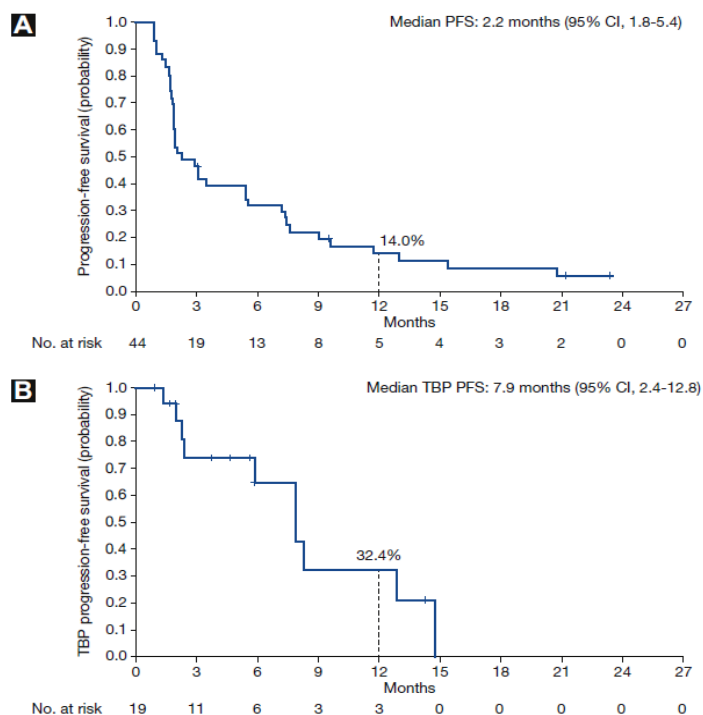 A
Median PFS: 2.2 months (95% CI, 1.8-5.4)
Progression-free survival (probability)
1.0
0.9
0.8
0.7
0.6
0.5
0.4
0.3
0.2
0.1
0.0
14.0%
0 3 6 9 12 15 18 21 24 27
Months
No. at risk 44 19 13 8 5 4 3 2 0 0
B
Median TBP PFS: 7.9 months (95% CI, 2.4-12.8)
TBP progression-free survival (probability)
1.0
0.9
0.8
0.7
0.6
0.5
0.4
0.3
0.2
0.1
0.0
32.4%
0 3 6 9 12 15 18 21 24 27
Months
No. at risk 19 11 6 3 3 0 0 0 0 0